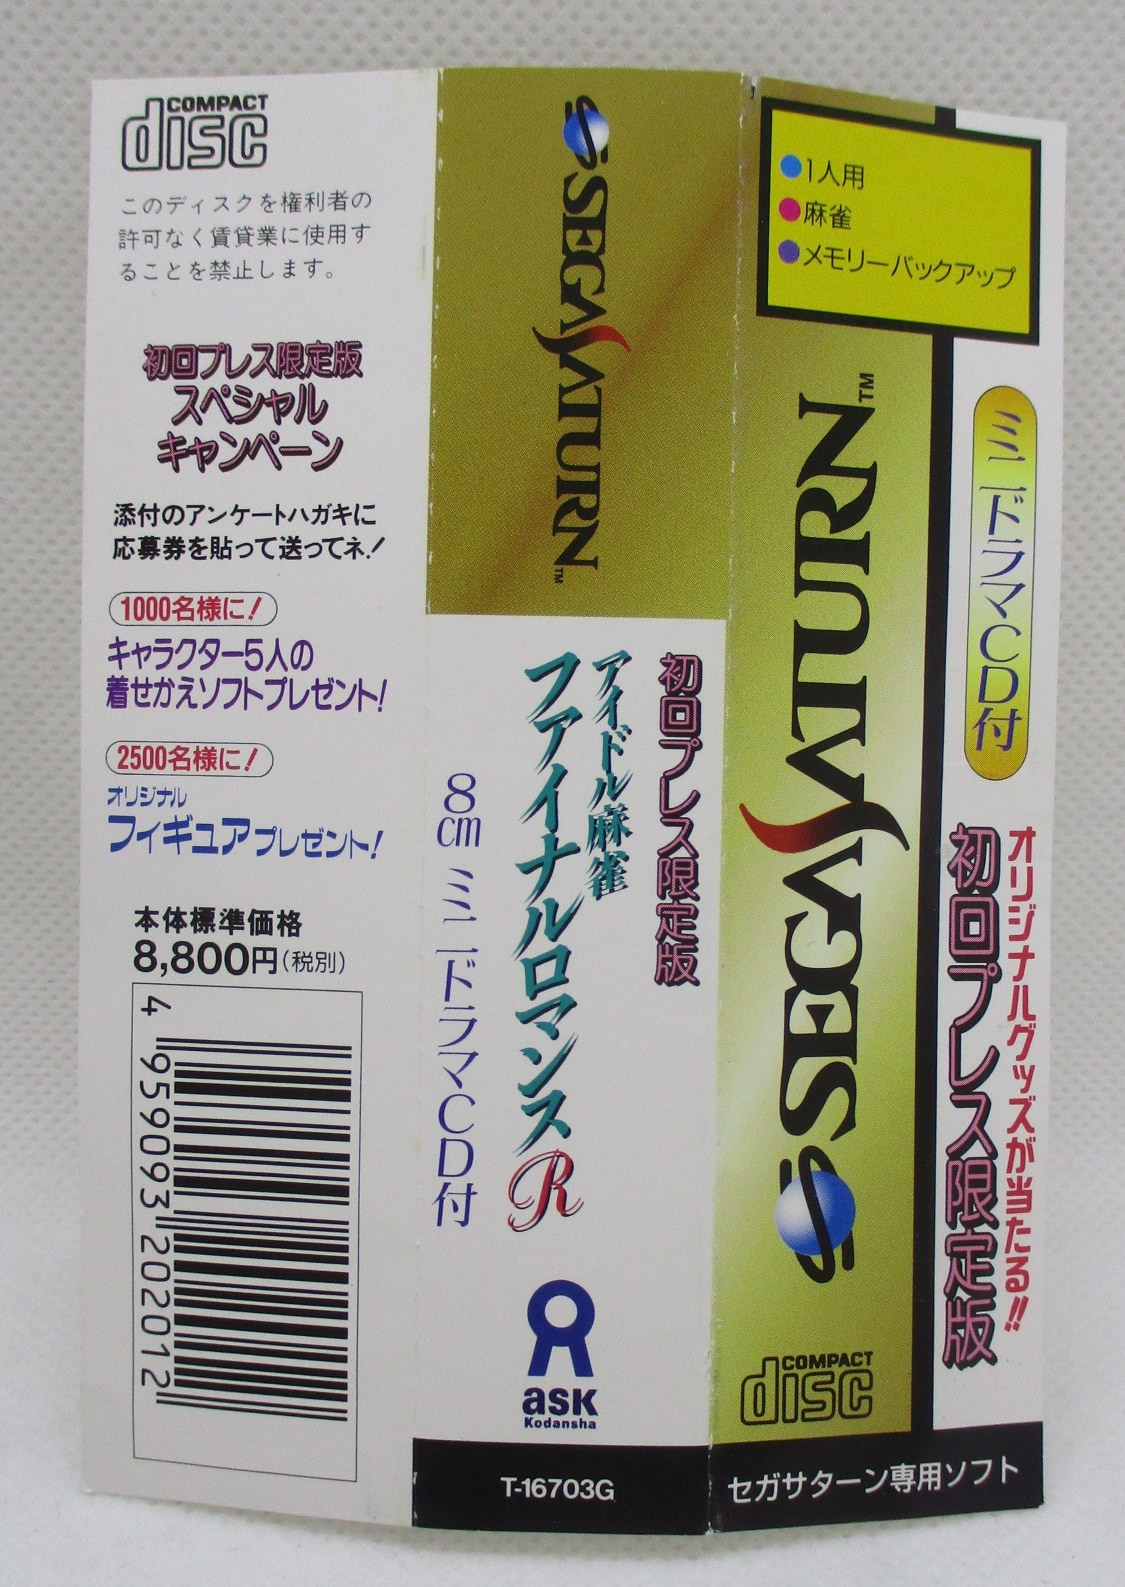 COMPACT
disc
このディスクを権利者の
許可なく賃貸業に使用す
ることを禁止します。
初回プレス限定版
スペシャル
キャンペーン
添付のアンケートハガキに
応募券を貼って送ってネ!
1000名様に!
キャラクター5人の
着せかえソフトプレゼント!
2500名様に!
オリジナル
フィギュアプレゼント!
本体標準価格
8,800円(税別)
4 959093 202012
SEGA SATURN™
初回プレス限定版
アイドル麻雀
ファイナルロマンスR
8cm ミニドラマCD付
ask
Kodansha
T-16703G
●1人用
●麻雀
●メモリーバックアップ
SEGA SATURN™
COMPACT
disc
ミニドラマCD付
オリジナルグッズが当たる!!
初回プレス限定版
セガサターン専用ソフト